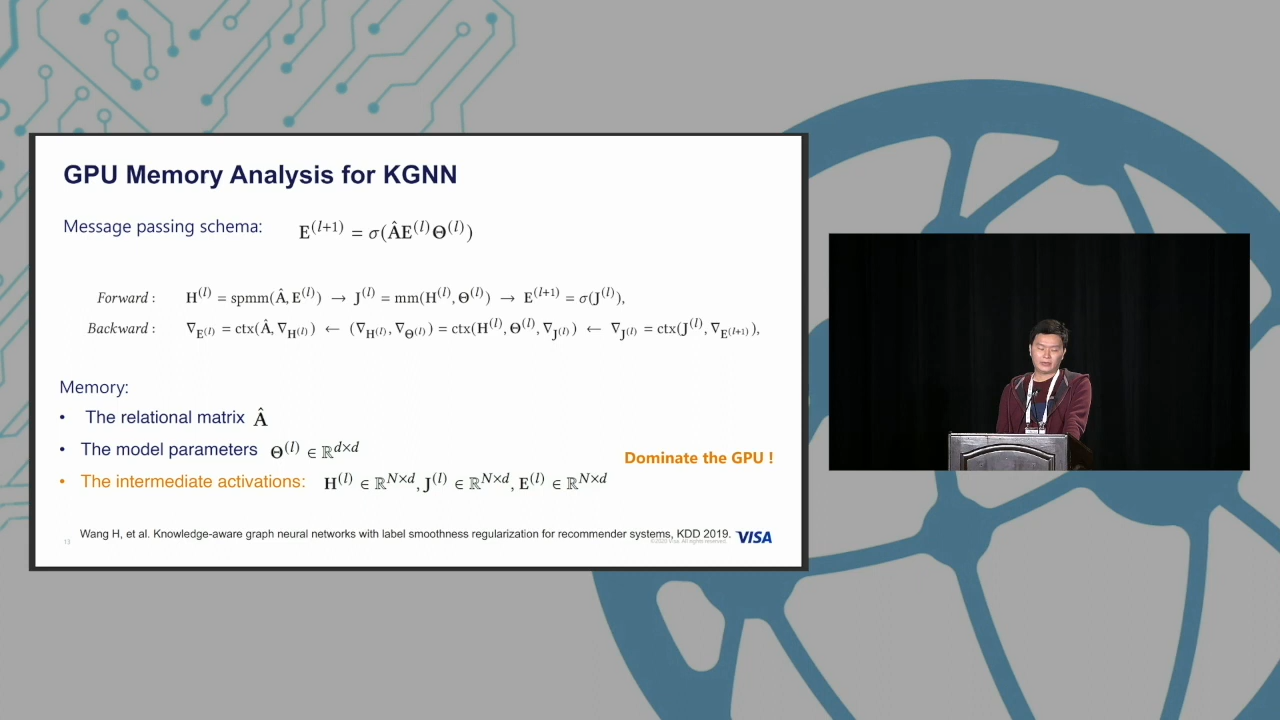 GPU Memory Analysis for KGNN
Message passing schema: E^(l+1) = σ(ÂE^(l)Θ^(l))
Forward : H^(l) = spmm(Â, E^(l)) → J^(l) = mm(H^(l), Θ^(l)) → E^(l+1) = σ(J^(l)),
Backward : ∇_E^(l) = ctx(Â, ∇_H^(l)) ← (∇_H^(l), ∇_Θ^(l)) = ctx(H^(l), Θ^(l), ∇_J^(l)) ← ∇_J^(l) = ctx(J^(l), ∇_E^(l+1)),
Memory:
• The relational matrix Â
• The model parameters Θ^(l) ∈ ℝ^d×d
Dominate the GPU !
• The intermediate activations: H^(l) ∈ ℝ^N×d, J^(l) ∈ ℝ^N×d, E^(l) ∈ ℝ^N×d
Wang H, et al. Knowledge-aware graph neural networks with label smoothness regularization for recommender systems, KDD 2019.
VISA
13